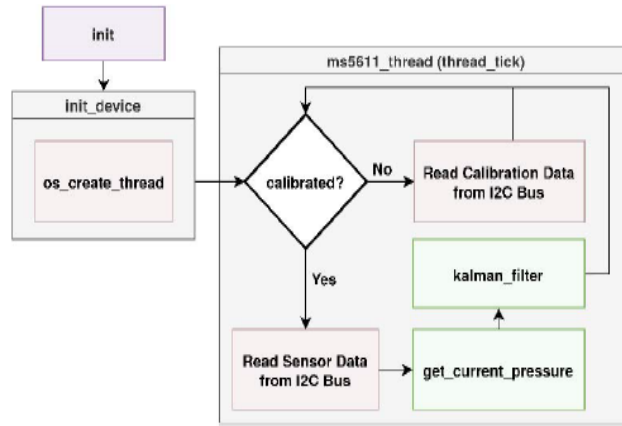 init
init_device
os_create_thread
ms5611_thread (thread_tick)
calibrated?
No
Read Calibration Data
from I2C Bus
Yes
kalman_filter
Read Sensor Data
from I2C Bus
get_current_pressure